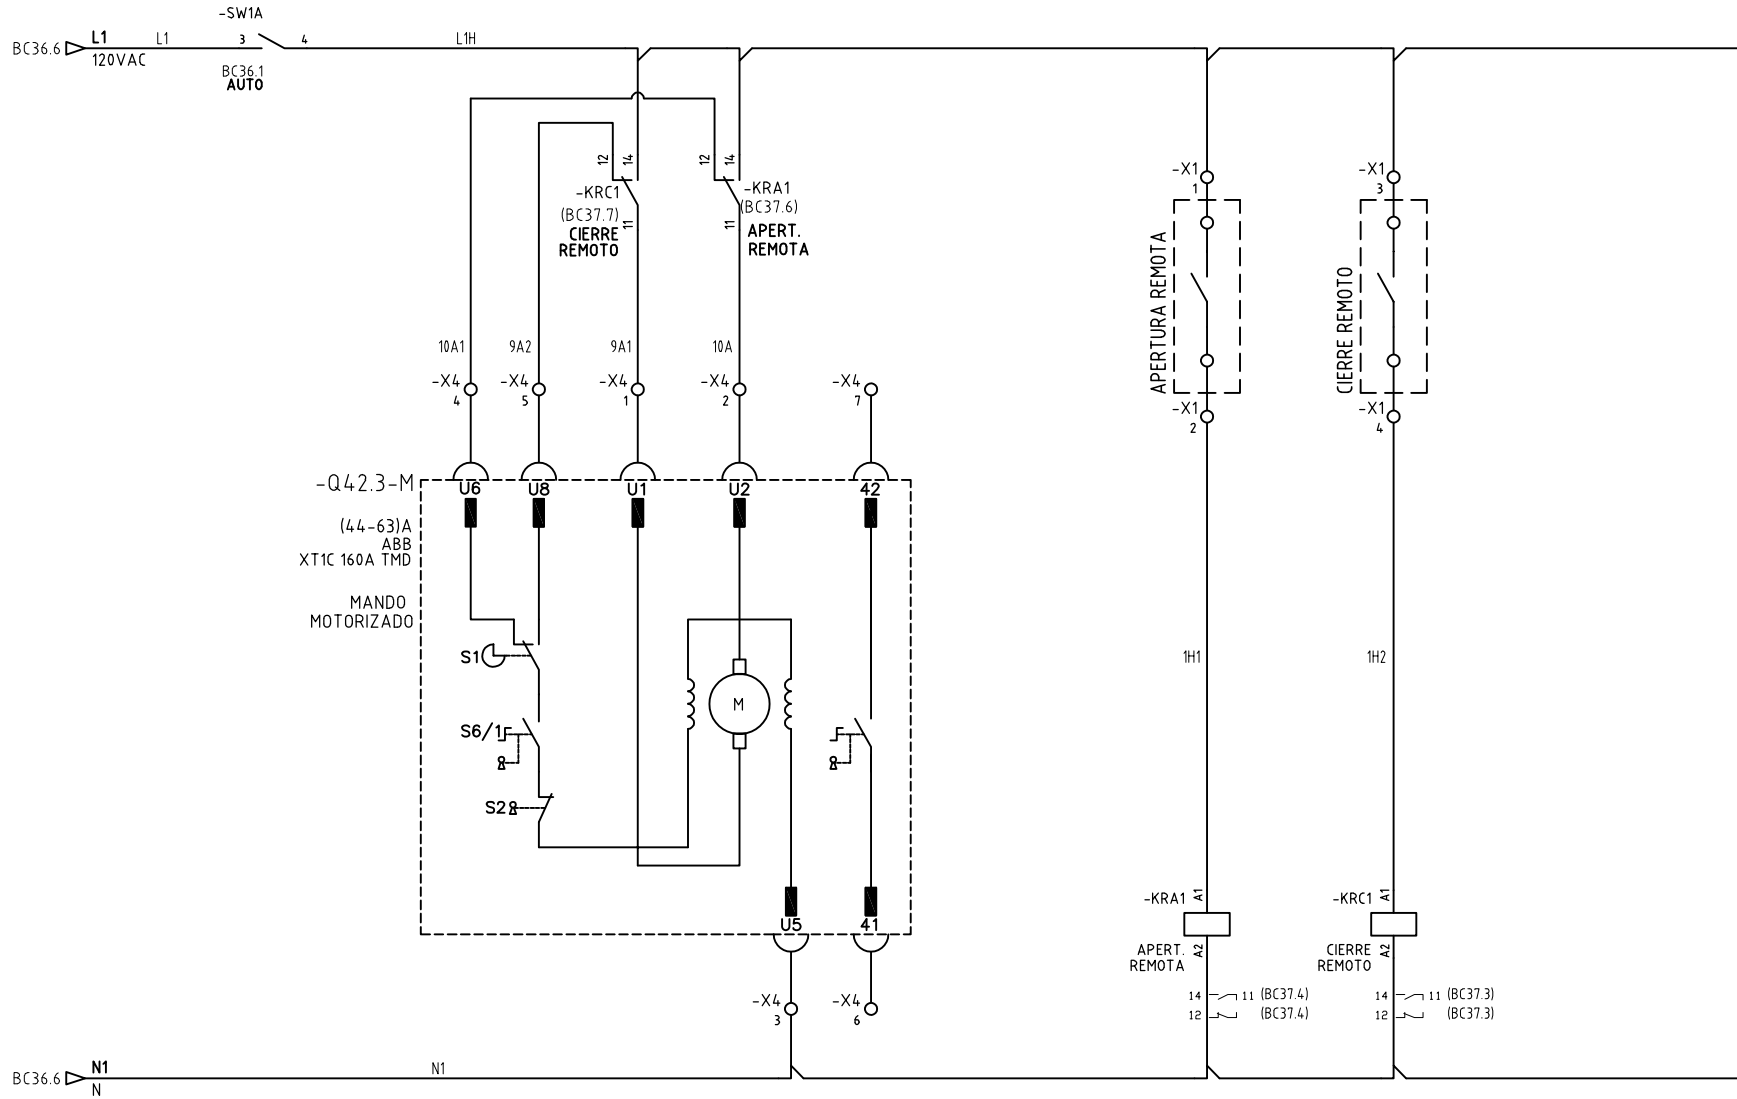 -SW1A
BC36.6
L1
L1
3
4
L1H
120VAC
BC36.1
AUTO
12
14
12
14
-X1
1
-X1
3
-KRC1
(BC37.7)
11
CIERRE
REMOTO
-KRA1
(BC37.6)
11
APERT.
REMOTA
APERTURA REMOTA
CIERRE REMOTO
10A1
9A2
9A1
10A
-X4
4
-X4
5
-X4
1
-X4
2
-X4
7
-X1
2
-X1
4
-Q42.3-M
U6
U8
U1
U2
42
(44-63)A
ABB
XT1C 160A TMD
MANDO
MOTORIZADO
S1
1H1
1H2
M
S6/1
S2
-KRA1
A1
-KRC1
A1
U5
41
APERT.
REMOTA
A2
CIERRE
REMOTO
A2
-X4
3
-X4
6
14
11
(BC37.4)
12
(BC37.4)
14
11
(BC37.3)
12
(BC37.3)
BC36.6
N1
N1
N